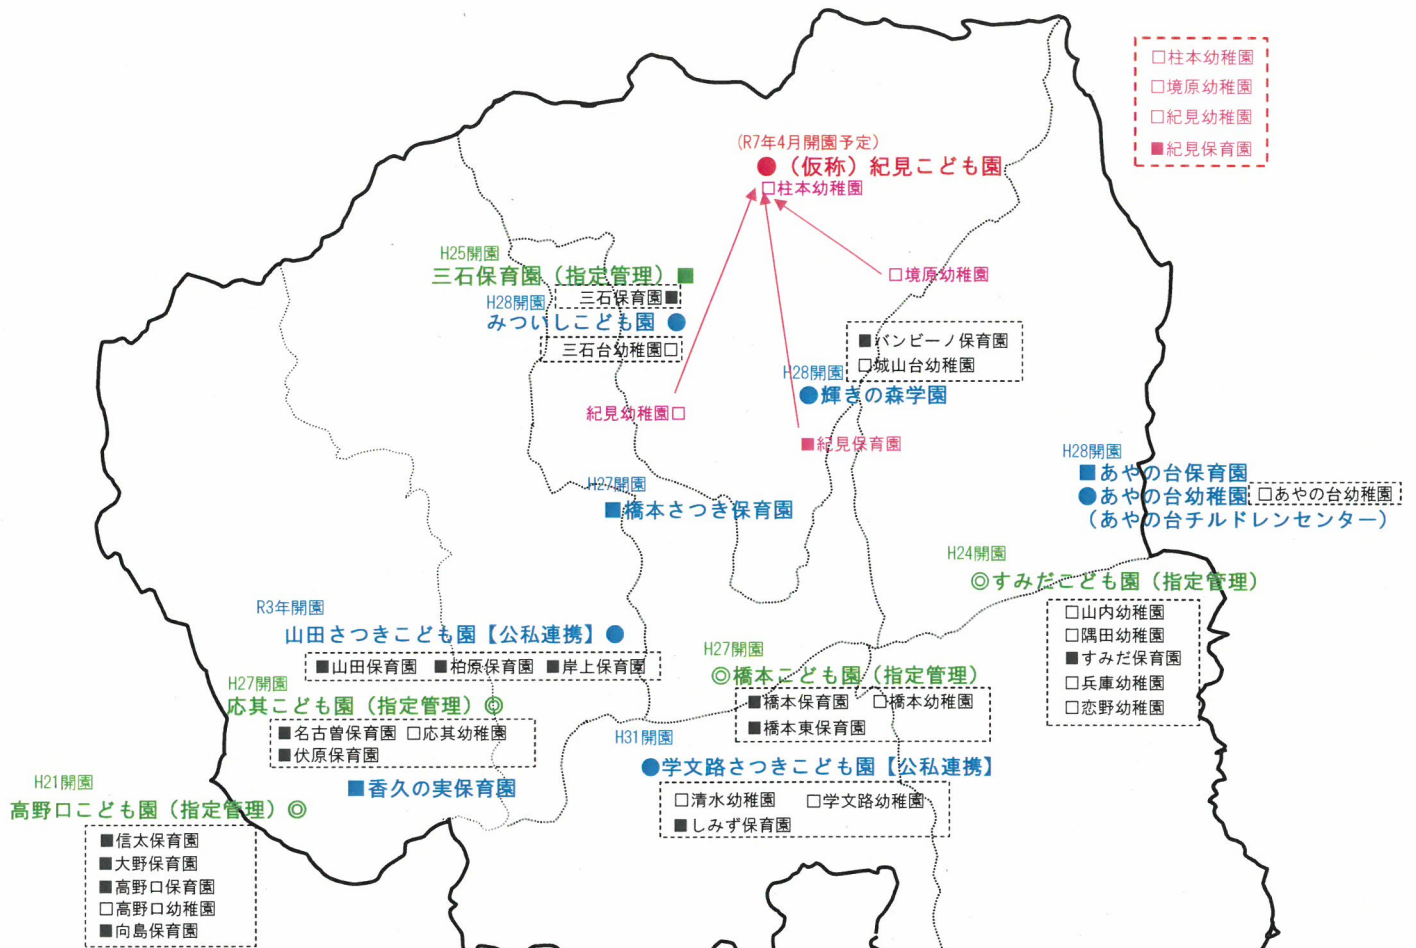 □柱本幼稚園
□境原幼稚園
□紀見幼稚園
■紀見保育園
(R7年4月開園予定)
●（仮称）紀見こども園
□柱本幼稚園
H25開園
三石保育園（指定管理）■
三石保育園■
H28開園
みついしこども園 ●
三石台幼稚園□
□境原幼稚園
■バンビーノ保育園
□城山台幼稚園
H28開園
●輝きの森学園
紀見幼稚園□
■紀見保育園
H27開園
■橋本さつき保育園
H28開園
■あやの台保育園
●あやの台幼稚園 □あやの台幼稚園
（あやの台チルドレンセンター）
H24開園
◎すみだこども園（指定管理）
□山内幼稚園
□隅田幼稚園
■すみだ保育園
□兵庫幼稚園
□恋野幼稚園
R3年開園
山田さつきこども園【公私連携】●
■山田保育園 ■柏原保育園 ■岸上保育園
H27開園
◎橋本こども園（指定管理）
■橋本保育園 □橋本幼稚園
■橋本東保育園
H27開園
応其こども園（指定管理）◎
■名古曽保育園 □応其幼稚園
■伏原保育園
■香久の実保育園
H31開園
●学文路さつきこども園【公私連携】
□清水幼稚園 □学文路幼稚園
■しみず保育園
H21開園
高野口こども園（指定管理）◎
■信太保育園
■大野保育園
■高野口保育園
□高野口幼稚園
■向島保育園